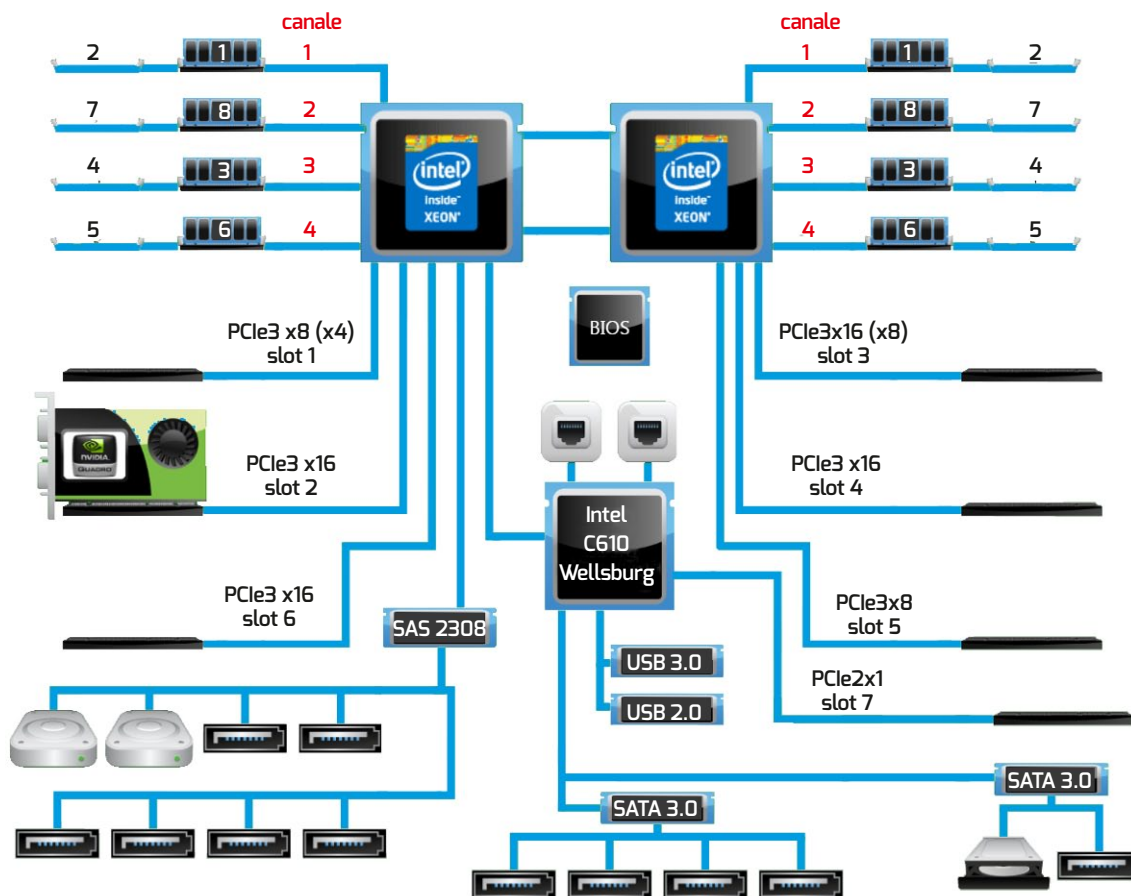 canale
canale
2 1 1
1 1 2
7 8 2
2 8 7
4 3 3
3 3 4
5 6 4
4 6 5
intel®
inside™
XEON®
intel®
inside™
XEON®
PCIe3 x8 (x4)
slot 1
BIOS
PCIe3x16 (x8)
slot 3
NVIDIA
QUADRO
PCIe3 x16
slot 2
PCIe3 x16
slot 4
Intel
C610
Wellsburg
PCIe3 x16
slot 6
SAS 2308
PCIe3x8
slot 5
USB 3.0
USB 2.0
PCIe2x1
slot 7
SATA 3.0
SATA 3.0